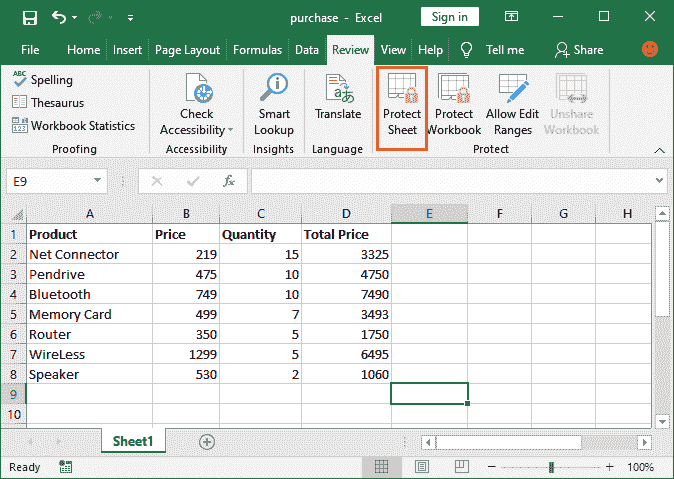 purchase - Excel
Sign in
File Home Insert Page Layout Formulas Data Review View Help Tell me Share
ABC
Spelling
Thesaurus
123
Workbook Statistics
Proofing
Check
Accessibility
Accessibility
Smart
Lookup
Insights
Translate
Language
Protect
Sheet
Protect
Workbook
Allow Edit
Ranges
Unshare
Workbook
Protect
E9 fx
A B C D E F G H
1 Product Price Quantity Total Price
2 Net Connector 219 15 3325
3 Pendrive 475 10 4750
4 Bluetooth 749 10 7490
5 Memory Card 499 7 3493
6 Router 350 5 1750
7 WireLess 1299 5 6495
8 Speaker 530 2 1060
9
10
Sheet1
Ready 100%